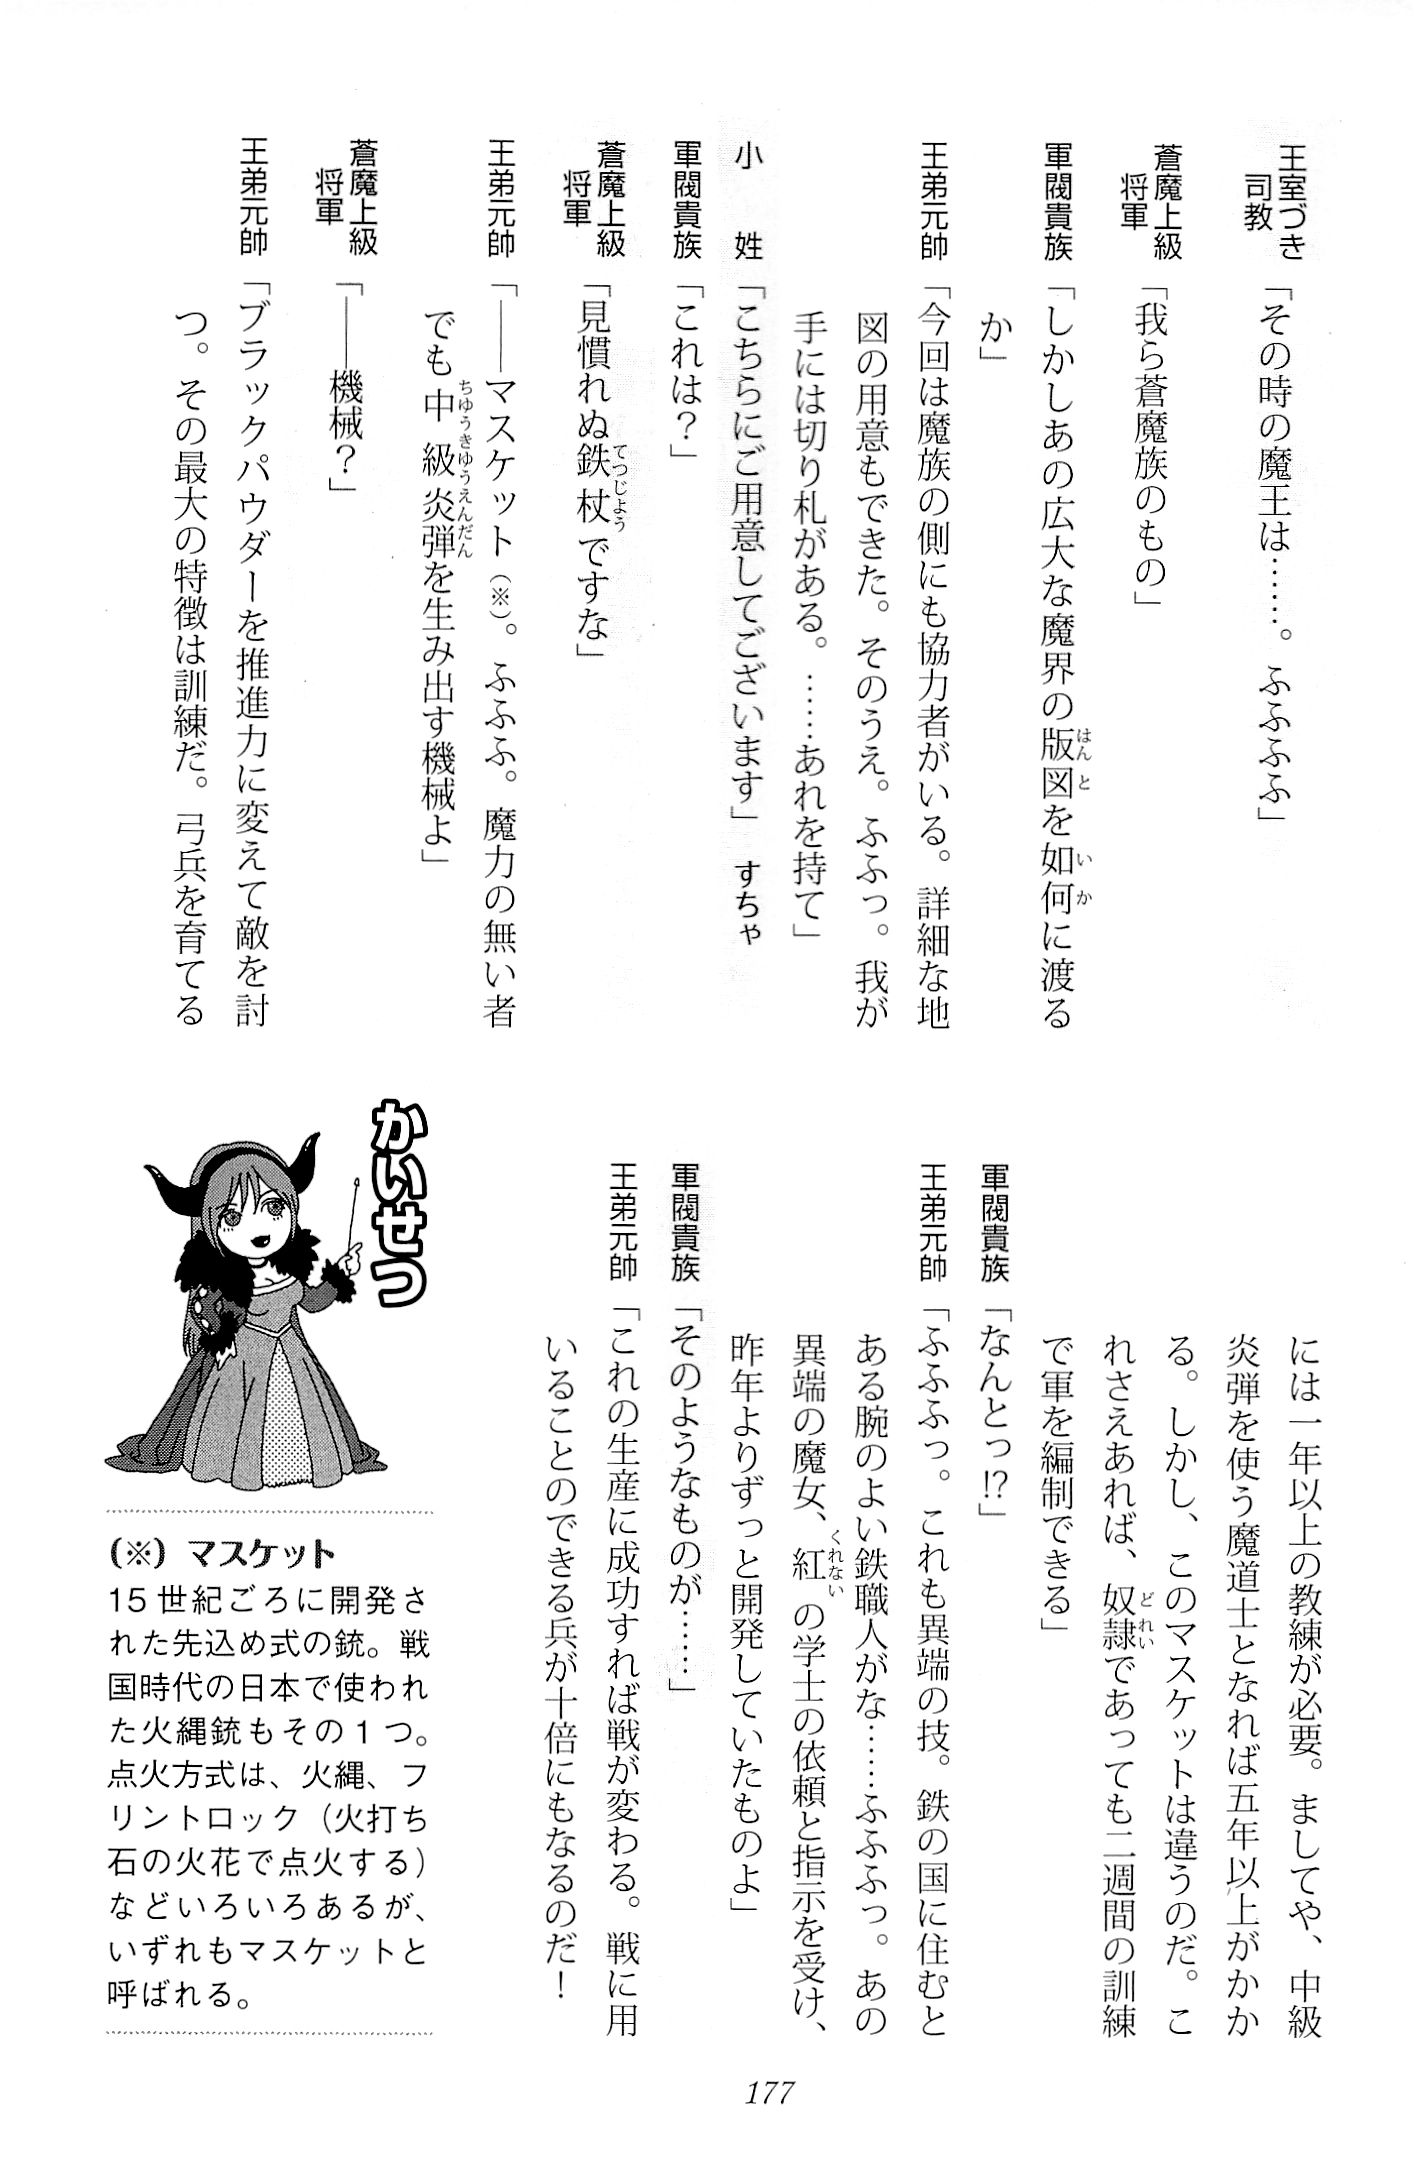 王室づき司教「その時の魔王は……。ふふふふ」
蒼魔上級将軍「我ら蒼魔族のもの」
軍閥貴族「しかしあの広大な魔界の版図を如何に渡る
か」
王弟元帥「今回は魔族の側にも協力者がいる。詳細な地
図の用意もできた。そのうえ。ふふっ。我が
手には切り札がある。……あれを持て」
小　姓「こちらにご用意してございます」　すちゃ
軍閥貴族「これは？」
蒼魔上級将軍「見慣れぬ鉄杖ですな」
王弟元帥「――マスケット（※）。ふふふ。魔力の無い者
でも中級炎弾を生み出す機械よ」
蒼魔上級将軍「――機械？」
王弟元帥「ブラックパウダーを推進力に変えて敵を討
つ。その最大の特徴は訓練だ。弓兵を育てる
には一年以上の教練が必要。ましてや、中級
炎弾を使う魔道士となれば五年以上がかか
る。しかし、このマスケットは違うのだ。こ
れさえあれば、奴隷であっても二週間の訓練
で軍を編制できる」
軍閥貴族「なんとっ!?」
王弟元帥「ふふふっ。これも異端の技。鉄の国に住むと
ある腕のよい鉄職人がな……ふふふっ。あの
異端の魔女、紅の学士の依頼と指示を受け、
昨年よりずっと開発していたものよ」
軍閥貴族「そのようなものが……」
王弟元帥「これの生産に成功すれば戦が変わる。戦に用
いることのできる兵が十倍にもなるのだ！
かいせつ
（※）マスケット
15世紀ごろに開発さ
れた先込め式の銃。戦
国時代の日本で使われ
た火縄銃もその１つ。
点火方式は、火縄、フ
リントロック（火打ち
石の火花で点火する）
などいろいろあるが、
いずれもマスケットと
呼ばれる。
177